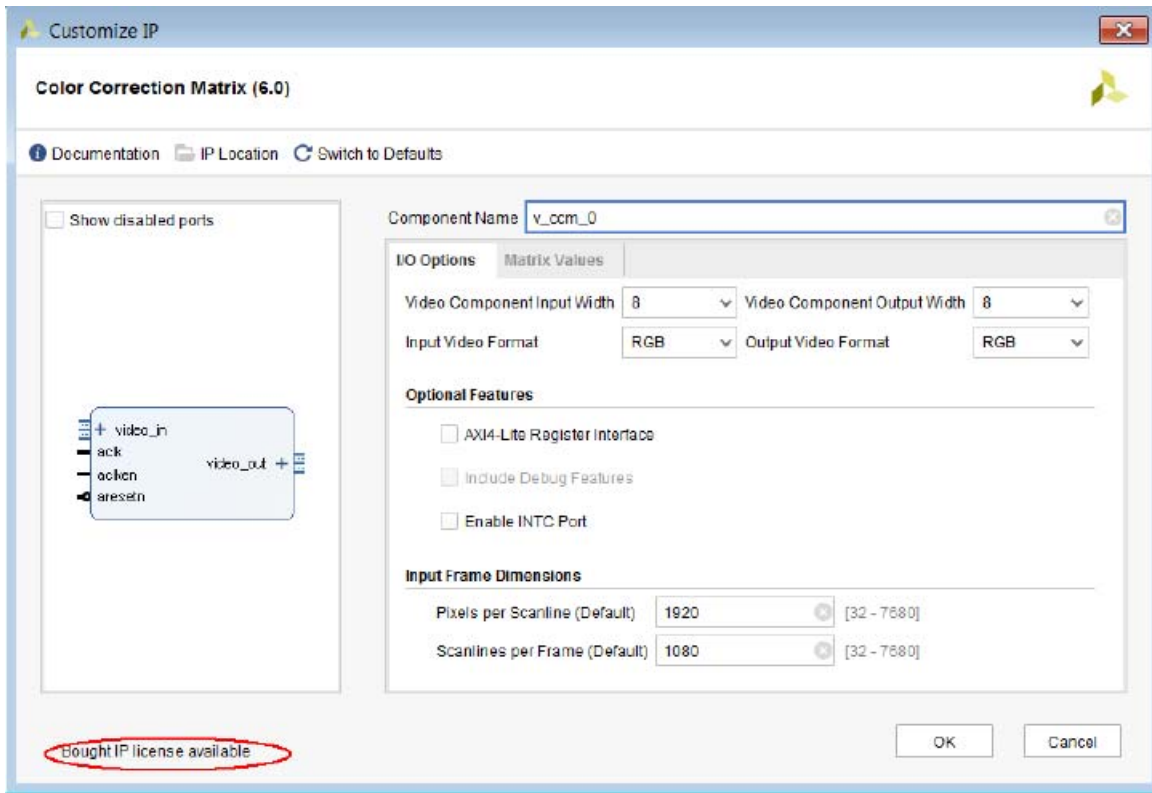 Customize IP
Color Correction Matrix (6.0)
Documentation IP Location Switch to Defaults
Show disabled ports
Component Name v_ccm_0
I/O Options Matrix Values
Video Component Input Width 8 Video Component Output Width 8
Input Video Format RGB Output Video Format RGB
Optional Features
video_in
AXI4-Lite Register Interface
aclk
video_out
aclken
Include Debug Features
aresetn
Enable INTC Port
Input Frame Dimensions
Pixels per Scanline (Default) 1920 [32 - 7680]
Scanlines per Frame (Default) 1080 [32 - 7680]
Bought IP license available
OK Cancel